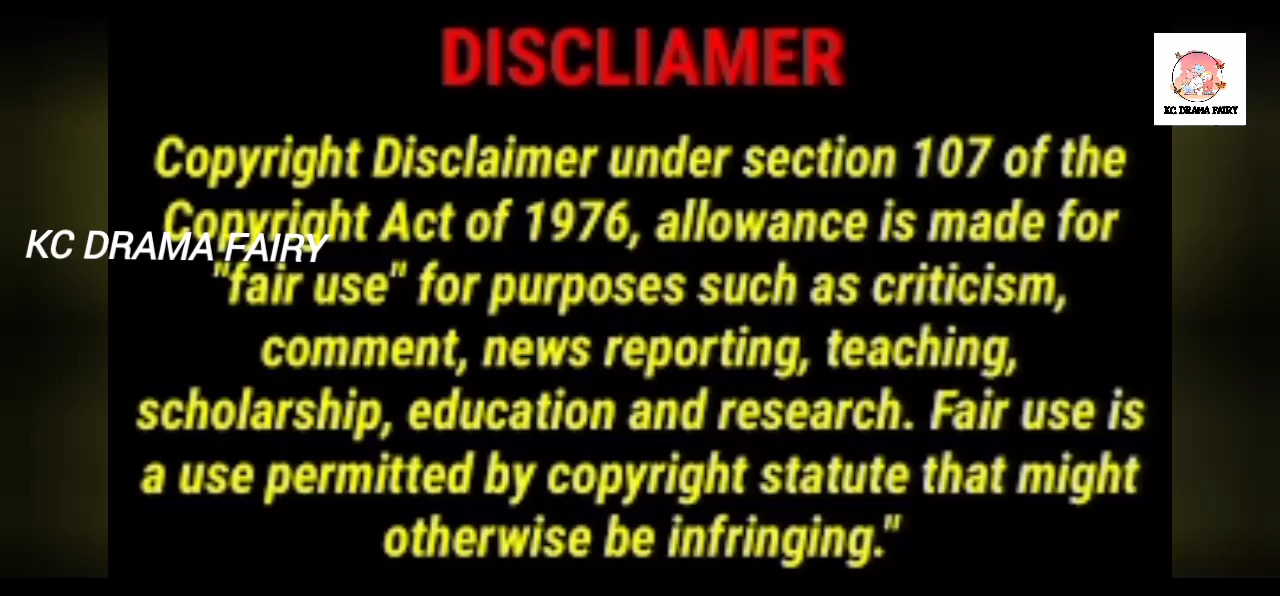 DISCLIAMER
KC DRAMA FAIRY
Copyright Disclaimer under section 107 of the
Copyright Act of 1976, allowance is made for
KC DRAMA FAIRY
"fair use" for purposes such as criticism,
comment, news reporting, teaching,
scholarship, education and research. Fair use is
a use permitted by copyright statute that might
otherwise be infringing."